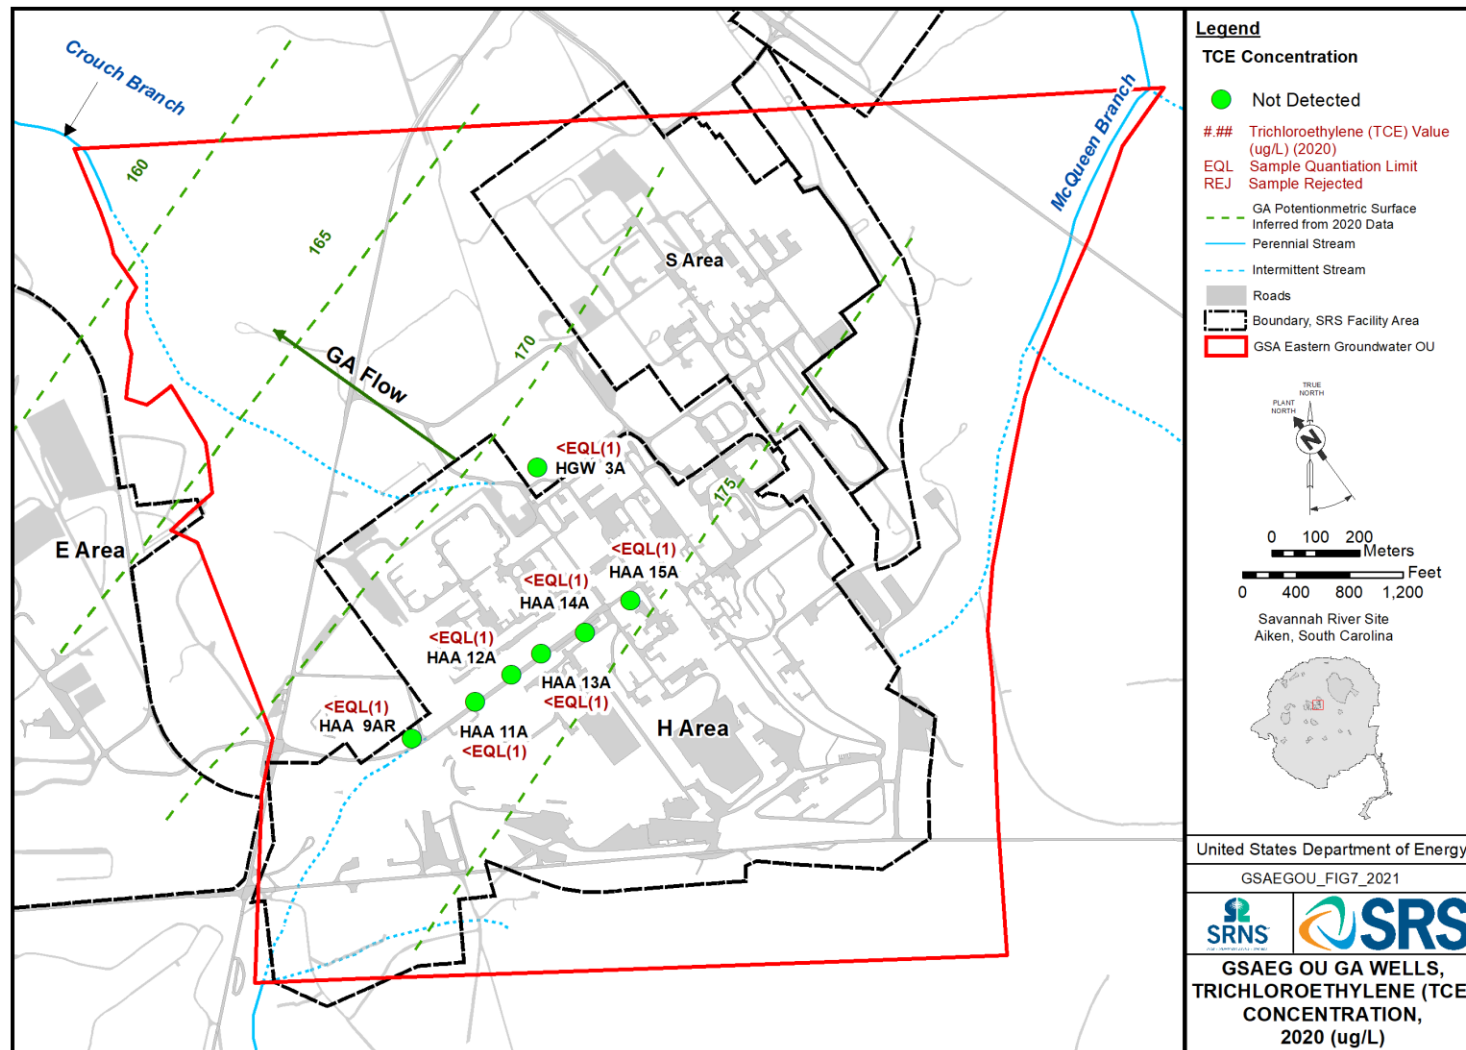 Crouch Branch
160
165
170
175
GA Flow
McQueen Branch
S Area
E Area
H Area
<EQL(1)
HGW 3A
<EQL(1)
HAA 15A
<EQL(1)
HAA 14A
<EQL(1)
HAA 12A
HAA 13A
<EQL(1)
<EQL(1)
HAA 9AR
HAA 11A
<EQL(1)
Legend
TCE Concentration
Not Detected
#.## Trichloroethylene (TCE) Value
(ug/L) (2020)
EQL Sample Quantiation Limit
REJ Sample Rejected
GA Potentionmetric Surface
Inferred from 2020 Data
Perennial Stream
Intermittent Stream
Roads
Boundary, SRS Facility Area
GSA Eastern Groundwater OU
TRUE
NORTH
PLANT
NORTH
N
0 100 200
Meters
Feet
0 400 800 1,200
Savannah River Site
Aiken, South Carolina
United States Department of Energy
GSAEGOU_FIG7_2021
SRNS
SRS
GSAEG OU GA WELLS,
TRICHLOROETHYLENE (TCE
CONCENTRATION,
2020 (ug/L)